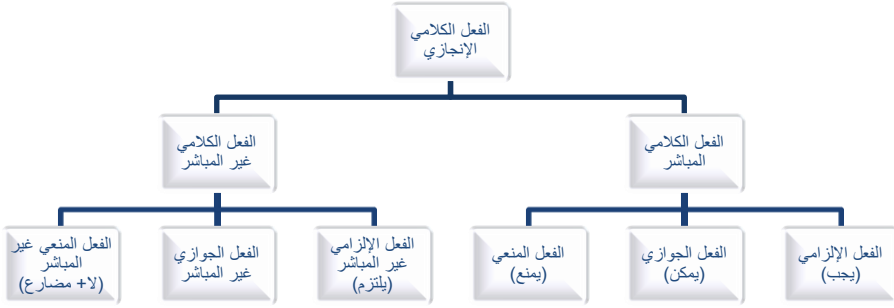 الفعل الكلامي
الإنجازي
الفعل الكلامي
المباشر
الفعل الكلامي
غير المباشر
الفعل الإلزامي
(يجب)
الفعل الجوازي
(يمكن)
الفعل المنعي
(يمنع)
الفعل الإلزامي
غير المباشر
(يلتزم)
الفعل الجوازي
غير المباشر
الفعل المنعي غير
المباشر
(لا+ مضارع)